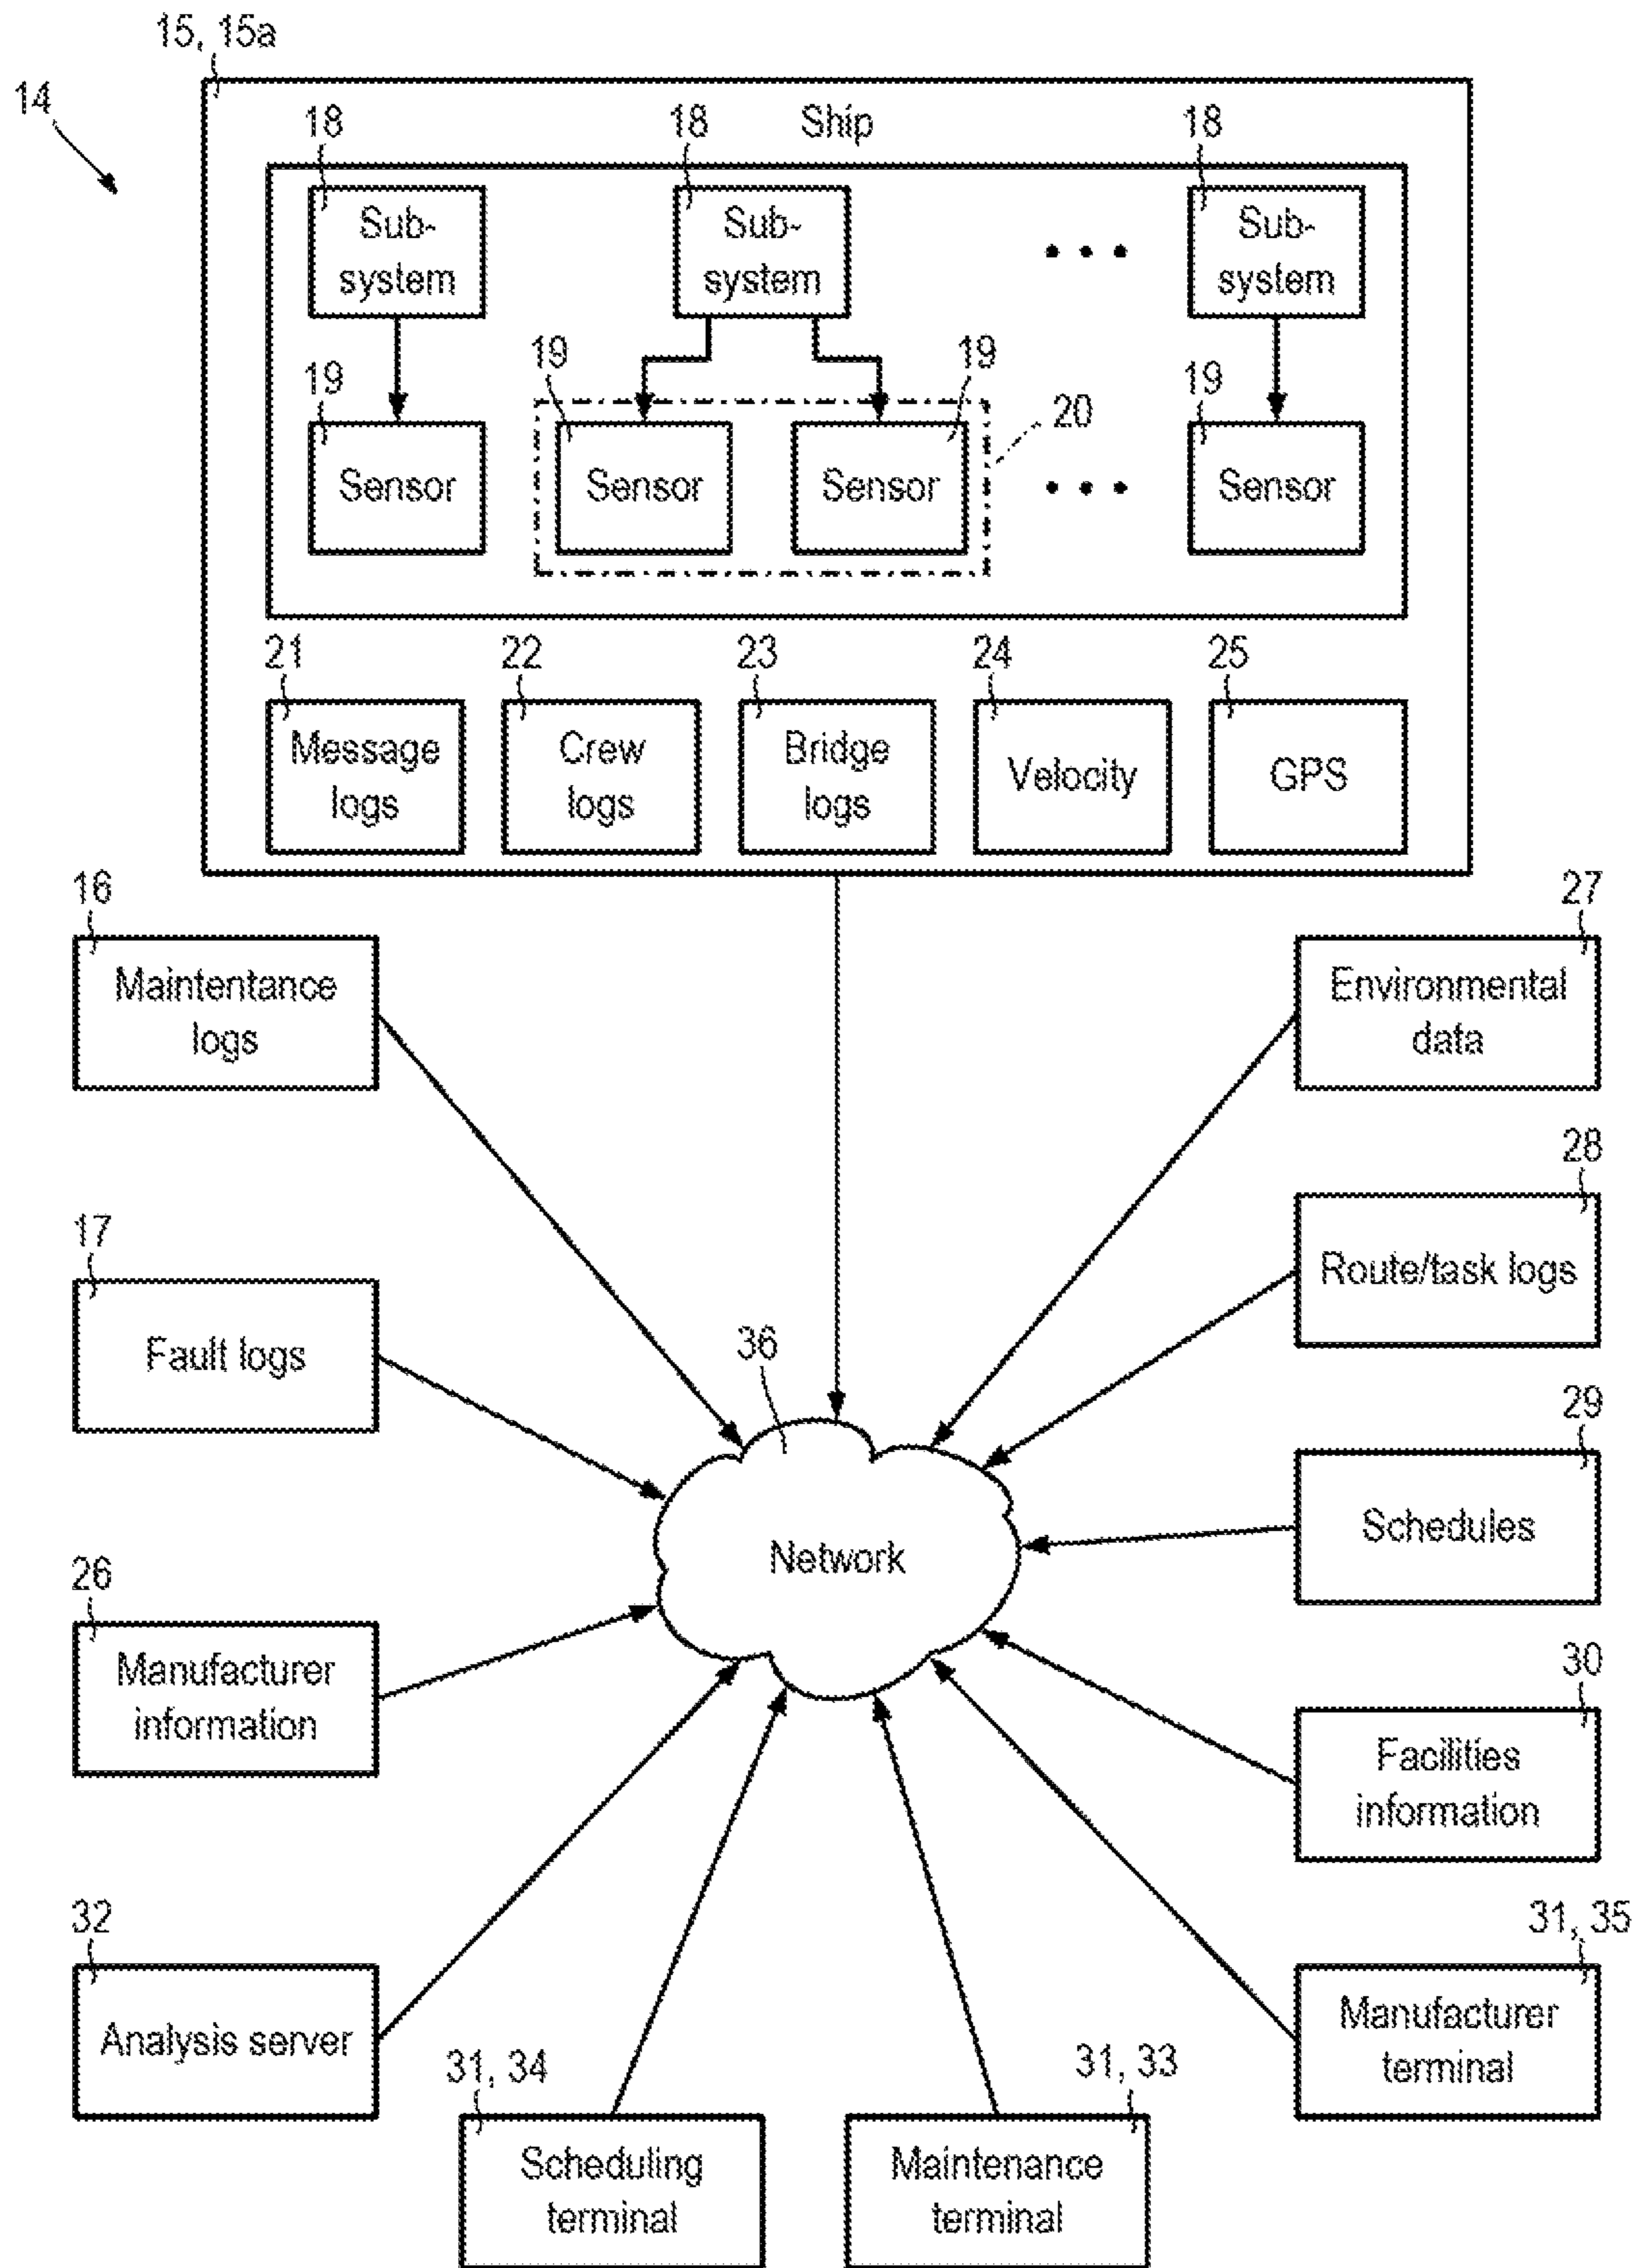 15, 15a
14
Ship
18
18
18
Sub-
system
Sub-
system
Sub-
system
19
19
19
19
20
Sensor
Sensor
Sensor
Sensor
21
22
23
24
25
Message
logs
Crew
logs
Bridge
logs
Velocity
GPS
16
Maintentance
logs
27
Environmental
data
28
Route/task logs
17
Fault logs
36
Network
29
Schedules
26
Manufacturer
information
30
Facilities
information
32
Analysis server
31, 34
Scheduling
terminal
31, 33
Maintenance
terminal
31, 35
Manufacturer
terminal